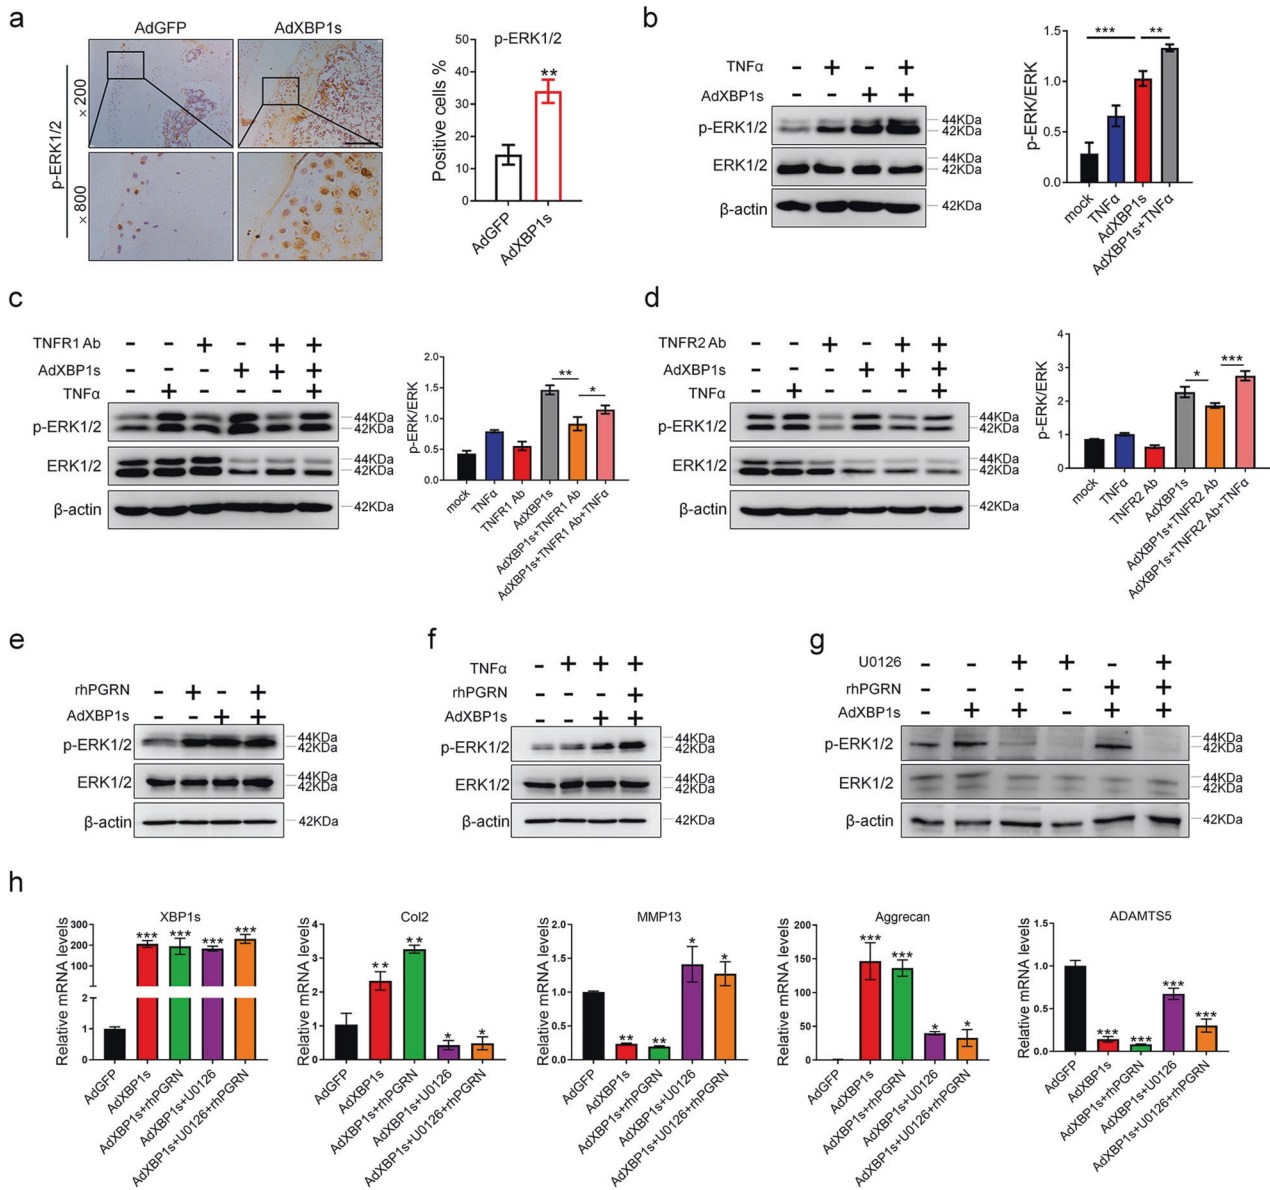 a
AdGFP
AdXBP1s
p-ERK1/2
× 200
× 800
p-ERK1/2
Positive cells %
50
40
30
20
10
0
AdGFP
AdXBP1s
**
b
TNFα - + - +
AdXBP1s - - + +
p-ERK1/2
44KDa
42KDa
ERK1/2
44KDa
42KDa
β-actin
42KDa
p-ERK/ERK
1.5
1.0
0.5
0.0
*** **
mock
TNFα
AdXBP1s
AdXBP1s+TNFα
c
TNFR1 Ab - - + - + +
AdXBP1s - - - + + +
TNFα - + - - - +
p-ERK1/2
44KDa
42KDa
ERK1/2
44KDa
42KDa
β-actin
42KDa
p-ERK/ERK
2.0
1.5
1.0
0.5
0.0
** *
mock
TNFα
TNFR1 Ab
AdXBP1s
AdXBP1s+TNFR1 Ab
AdXBP1s+TNFR1 Ab+TNFα
d
TNFR2 Ab - - + - + +
AdXBP1s - - - + + +
TNFα - + - - - +
p-ERK1/2
44KDa
42KDa
ERK1/2
44KDa
42KDa
β-actin
42KDa
p-ERK/ERK
4
3
2
1
0
* ***
mock
TNFα
TNFR2 Ab
AdXBP1s
AdXBP1s+TNFR2 Ab
AdXBP1s+TNFR2 Ab+TNFα
e
rhPGRN - + - +
AdXBP1s - - + +
p-ERK1/2
44KDa
42KDa
ERK1/2
44KDa
42KDa
β-actin
42KDa
f
TNFα - + + +
rhPGRN - - - +
AdXBP1s - - + +
p-ERK1/2
44KDa
42KDa
ERK1/2
44KDa
42KDa
β-actin
42KDa
g
U0126 - - + + - +
rhPGRN - - - - + +
AdXBP1s - + + - + +
p-ERK1/2
44KDa
42KDa
ERK1/2
44KDa
42KDa
β-actin
42KDa
h
XBP1s
Relative mRNA levels
300
200
100
2
1
0
*** *** *** ***
AdGFP
AdXBP1s
AdXBP1s+rhPGRN
AdXBP1s+U0126
AdXBP1s+U0126+rhPGRN
Col2
Relative mRNA levels
4
3
2
1
0
** ** * *
AdGFP
AdXBP1s
AdXBP1s+rhPGRN
AdXBP1s+U0126
AdXBP1s+U0126+rhPGRN
MMP13
Relative mRNA levels
2.0
1.5
1.0
0.5
0.0
** ** * *
AdGFP
AdXBP1s
AdXBP1s+rhPGRN
AdXBP1s+U0126
AdXBP1s+U0126+rhPGRN
Aggrecan
Relative mRNA levels
200
150
100
50
0
*** *** * *
AdGFP
AdXBP1s
AdXBP1s+rhPGRN
AdXBP1s+U0126
AdXBP1s+U0126+rhPGRN
ADAMTS5
Relative mRNA levels
1.5
1.0
0.5
0.0
*** *** *** ***
AdGFP
AdXBP1s
AdXBP1s+rhPGRN
AdXBP1s+U0126
AdXBP1s+U0126+rhPGRN